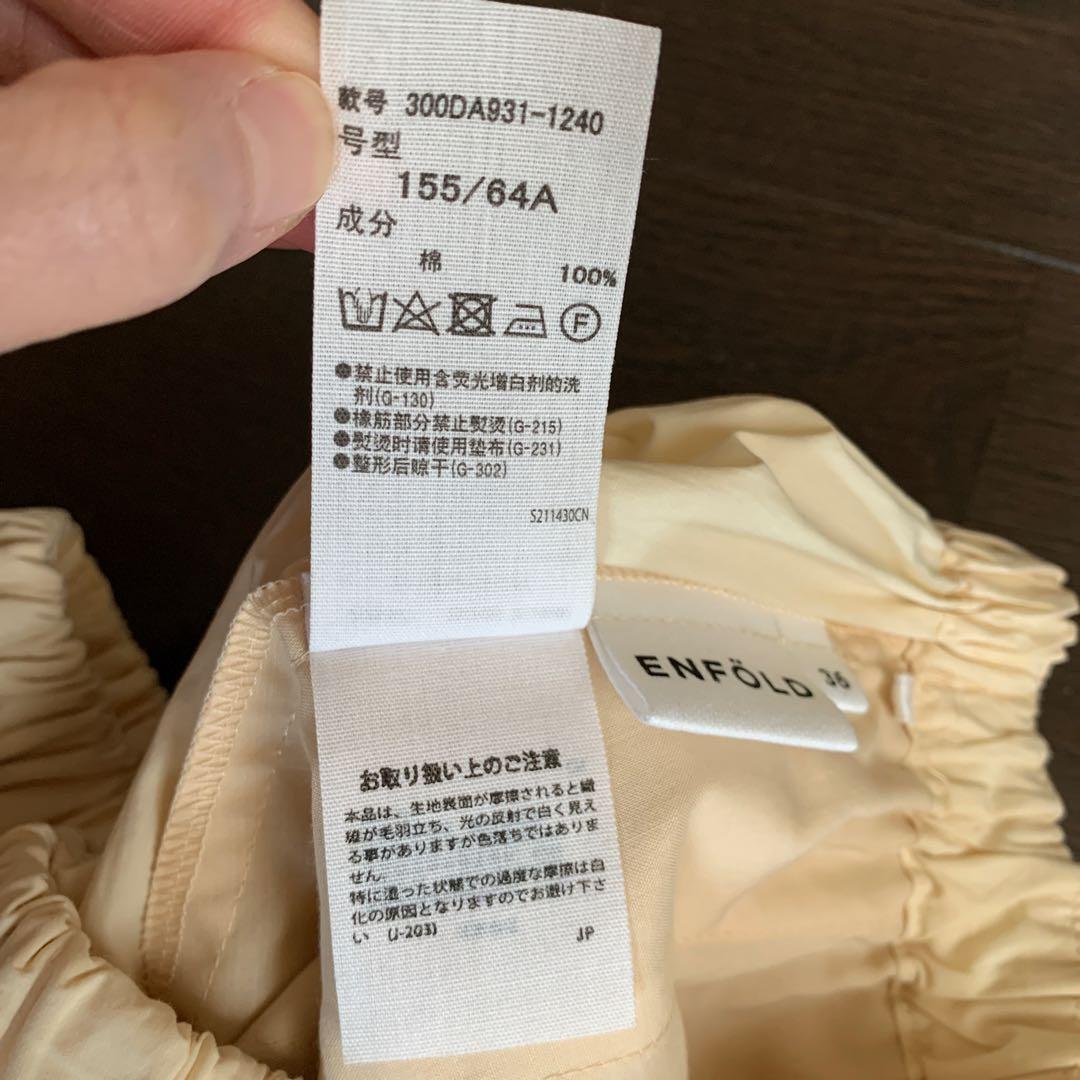 款号 300DA931-1240
号型
155/64A
成分
棉 100%
F
●禁止使用含荧光增白剂的洗
剂(G-130)
●橡筋部分禁止熨烫(G-215)
●熨烫时请使用垫布(G-231)
●整形后晾干(G-302)
S211430CN
ENFÖLD
36
お取り扱い上のご注意
本品は、生地表面が摩擦されると繊
維が毛羽立ち、光の反射で白く見え
る事がありますが色落ちではありま
せん。
特に湿った状態での過度な摩擦は白
化の原因となりますのでお避け下さ
い (J-203)
JP